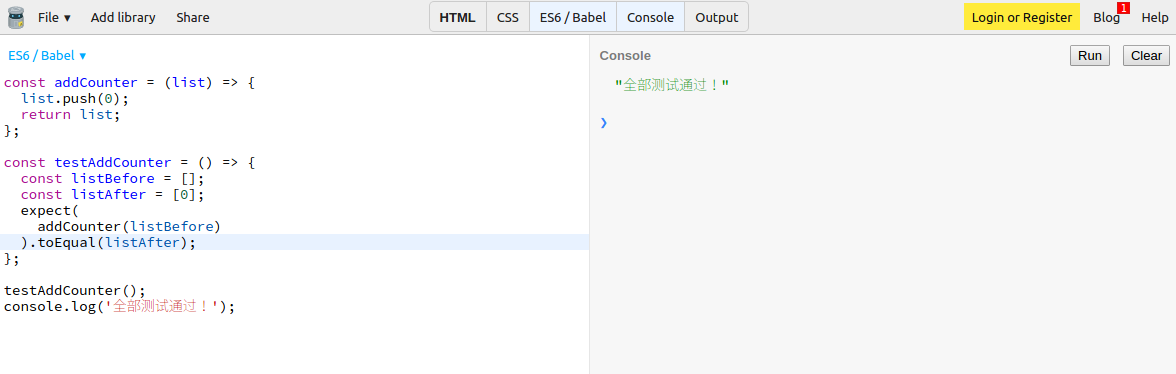 File ▾ Add library Share HTML CSS ES6 / Babel Console Output Login or Register Blog 1 Help
ES6 / Babel ▾
const addCounter = (list) => {
  list.push(0);
  return list;
};
const testAddCounter = () => {
  const listBefore = [];
  const listAfter = [0];
  expect(
    addCounter(listBefore)
  ).toEqual(listAfter);
};
testAddCounter();
console.log('全部测试通过！');
Console Run Clear
"全部测试通过！"
❯